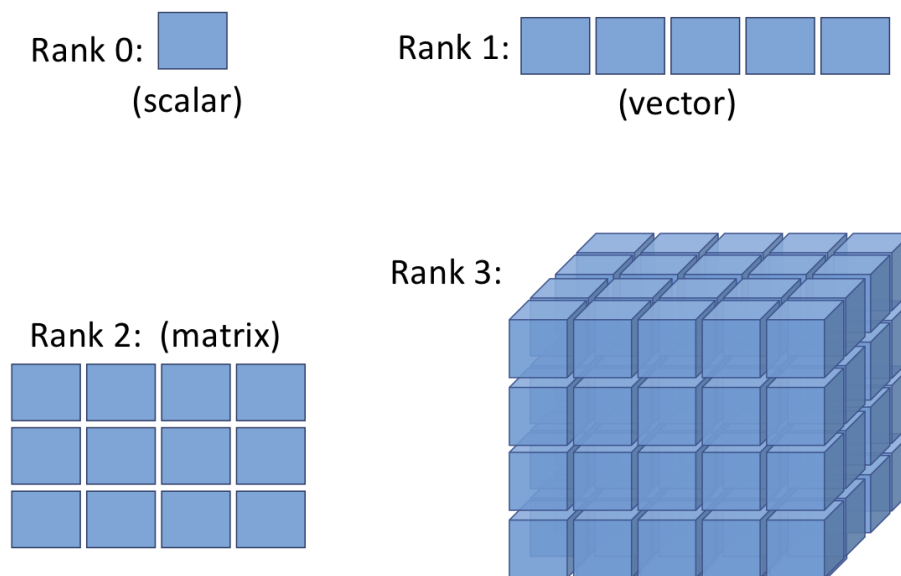 Rank 0:
(scalar)
Rank 1:
(vector)
Rank 2:  (matrix)
Rank 3: